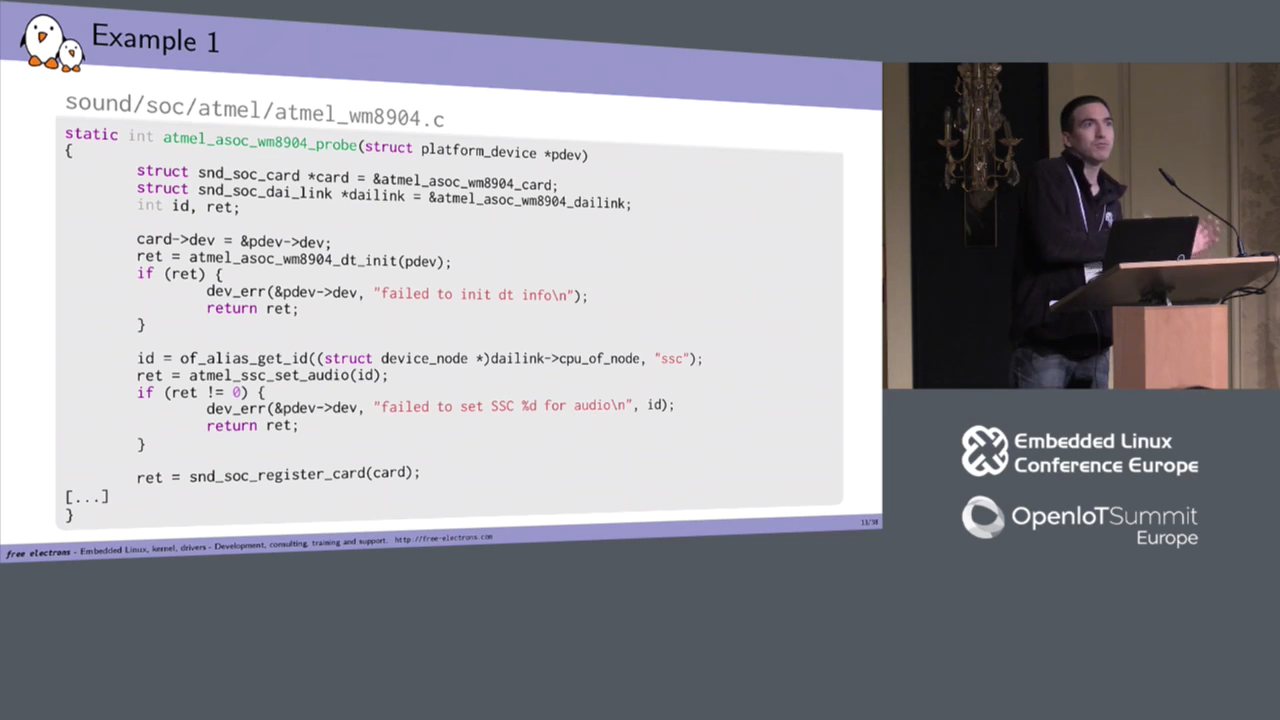 Example 1
sound/soc/atmel/atmel_wm8904.c
static int atmel_asoc_wm8904_probe(struct platform_device *pdev)
{
struct snd_soc_card *card = &atmel_asoc_wm8904_card;
struct snd_soc_dai_link *dailink = &atmel_asoc_wm8904_dailink;
int id, ret;
card->dev = &pdev->dev;
ret = atmel_asoc_wm8904_dt_init(pdev);
if (ret) {
dev_err(&pdev->dev, "failed to init dt info\n");
return ret;
}
id = of_alias_get_id((struct device_node *)dailink->cpu_of_node, "ssc");
ret = atmel_ssc_set_audio(id);
if (ret != 0) {
dev_err(&pdev->dev, "failed to set SSC %d for audio\n", id);
return ret;
}
ret = snd_soc_register_card(card);
[...]
}
free electrons - Embedded Linux, kernel, drivers - Development, consulting, training and support. http://free-electrons.com
13/38
Embedded Linux
Conference Europe
OpenIoTSummit
Europe